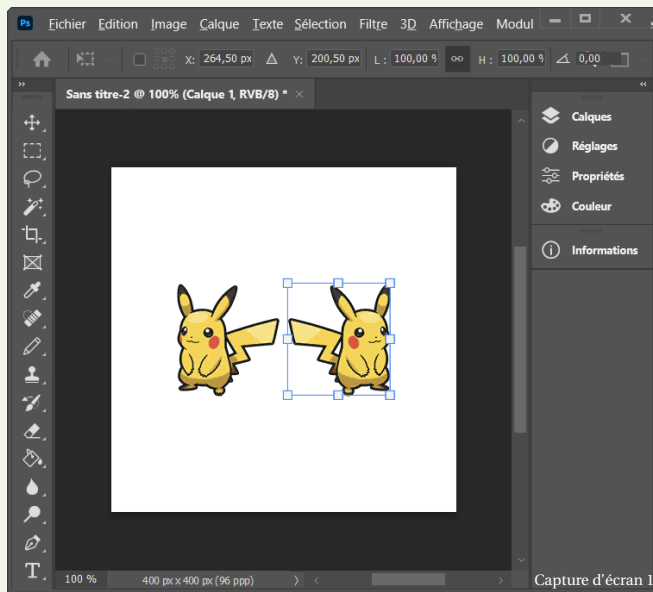 Ps Fichier Edition Image Calque Texte Sélection Filtre 3D Affichage Modul
X: 264,50 px Y: 200,50 px L: 100,00 % H: 100,00 % 0,00
Sans titre-2 @ 100% (Calque 1, RVB/8) * ×
Calques
Réglages
Propriétés
Couleur
Informations
100 % 400 px x 400 px (96 ppp)
Capture d'écran 1